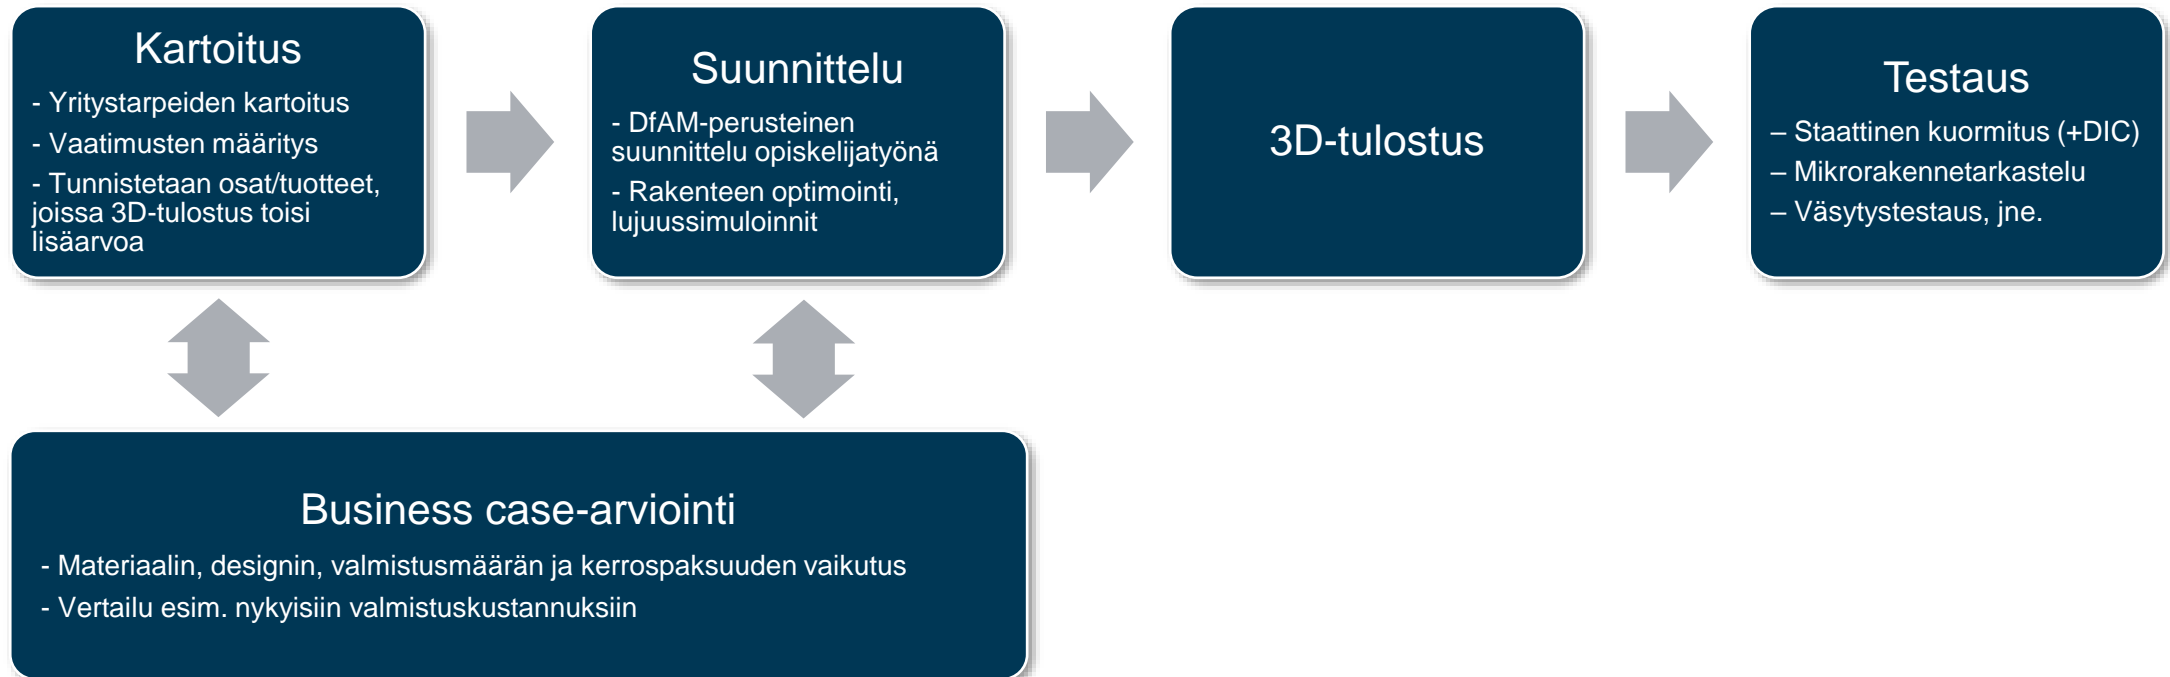 Kartoitus
- Yritystarpeiden kartoitus
- Vaatimusten määritys
- Tunnistetaan osat/tuotteet,
joissa 3D-tulostus toisi
lisäarvoa
Suunnittelu
- DfAM-perusteinen
suunnittelu opiskelijatyönä
- Rakenteen optimointi,
lujuussimuloinnit
3D-tulostus
Testaus
– Staattinen kuormitus (+DIC)
– Mikrorakennetarkastelu
– Väsytystestaus, jne.
Business case-arviointi
- Materiaalin, designin, valmistusmäärän ja kerrospaksuuden vaikutus
- Vertailu esim. nykyisiin valmistuskustannuksiin